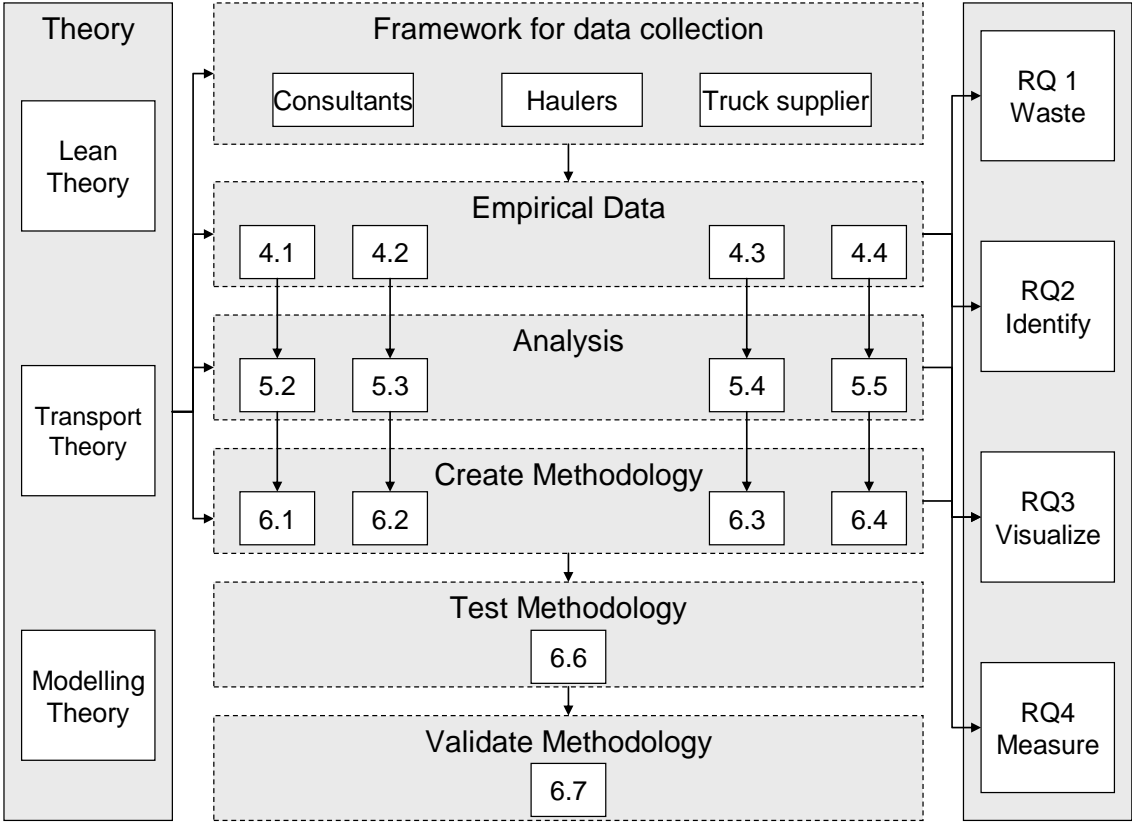 Theory
Lean
Theory
Transport
Theory
Modelling
Theory
Framework for data collection
Consultants
Haulers
Truck supplier
Empirical Data
4.1
4.2
4.3
4.4
Analysis
5.2
5.3
5.4
5.5
Create Methodology
6.1
6.2
6.3
6.4
Test Methodology
6.6
Validate Methodology
6.7
RQ 1
Waste
RQ2
Identify
RQ3
Visualize
RQ4
Measure